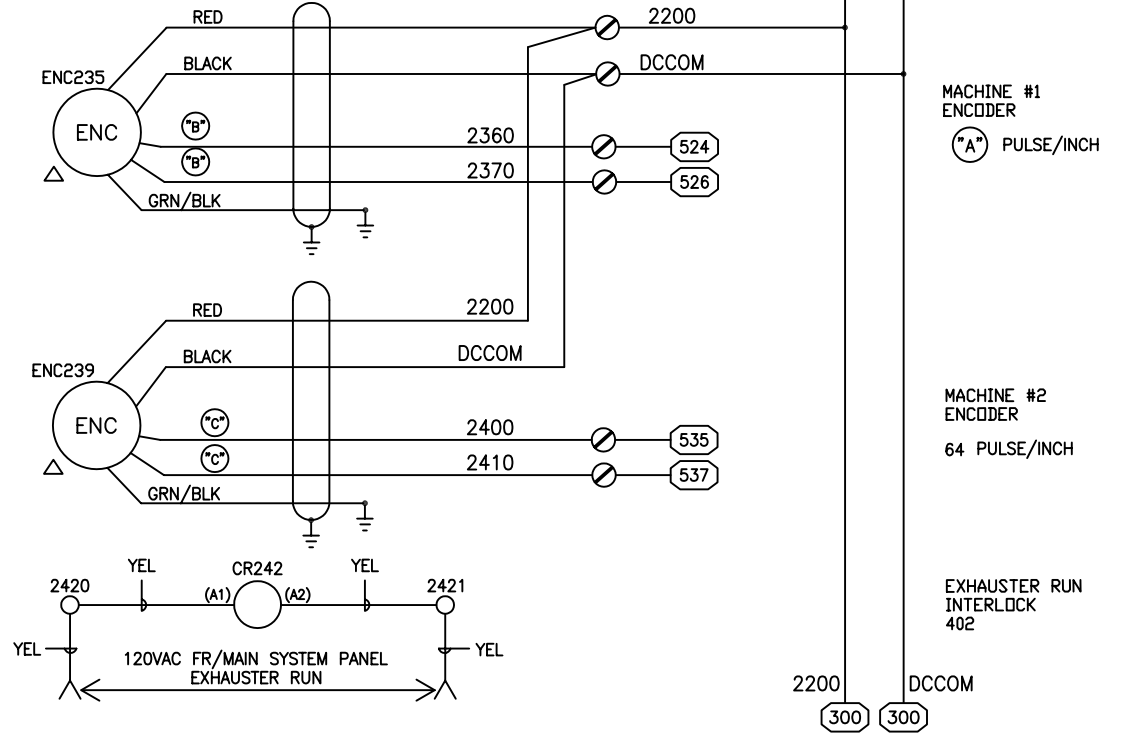 RED
2200
BLACK
DCCOM
ENC235
MACHINE #1
ENCODER
ENC
"B"
2360
524
"A" PULSE/INCH
"B"
2370
526
GRN/BLK
RED
2200
BLACK
DCCOM
ENC239
MACHINE #2
ENCODER
ENC
"C"
2400
535
64 PULSE/INCH
"C"
2410
537
GRN/BLK
YEL
CR242
YEL
2420
(A1)
(A2)
2421
EXHAUSTER RUN
INTERLOCK
402
YEL
YEL
120VAC FR/MAIN SYSTEM PANEL
EXHAUSTER RUN
2200
DCCOM
300
300